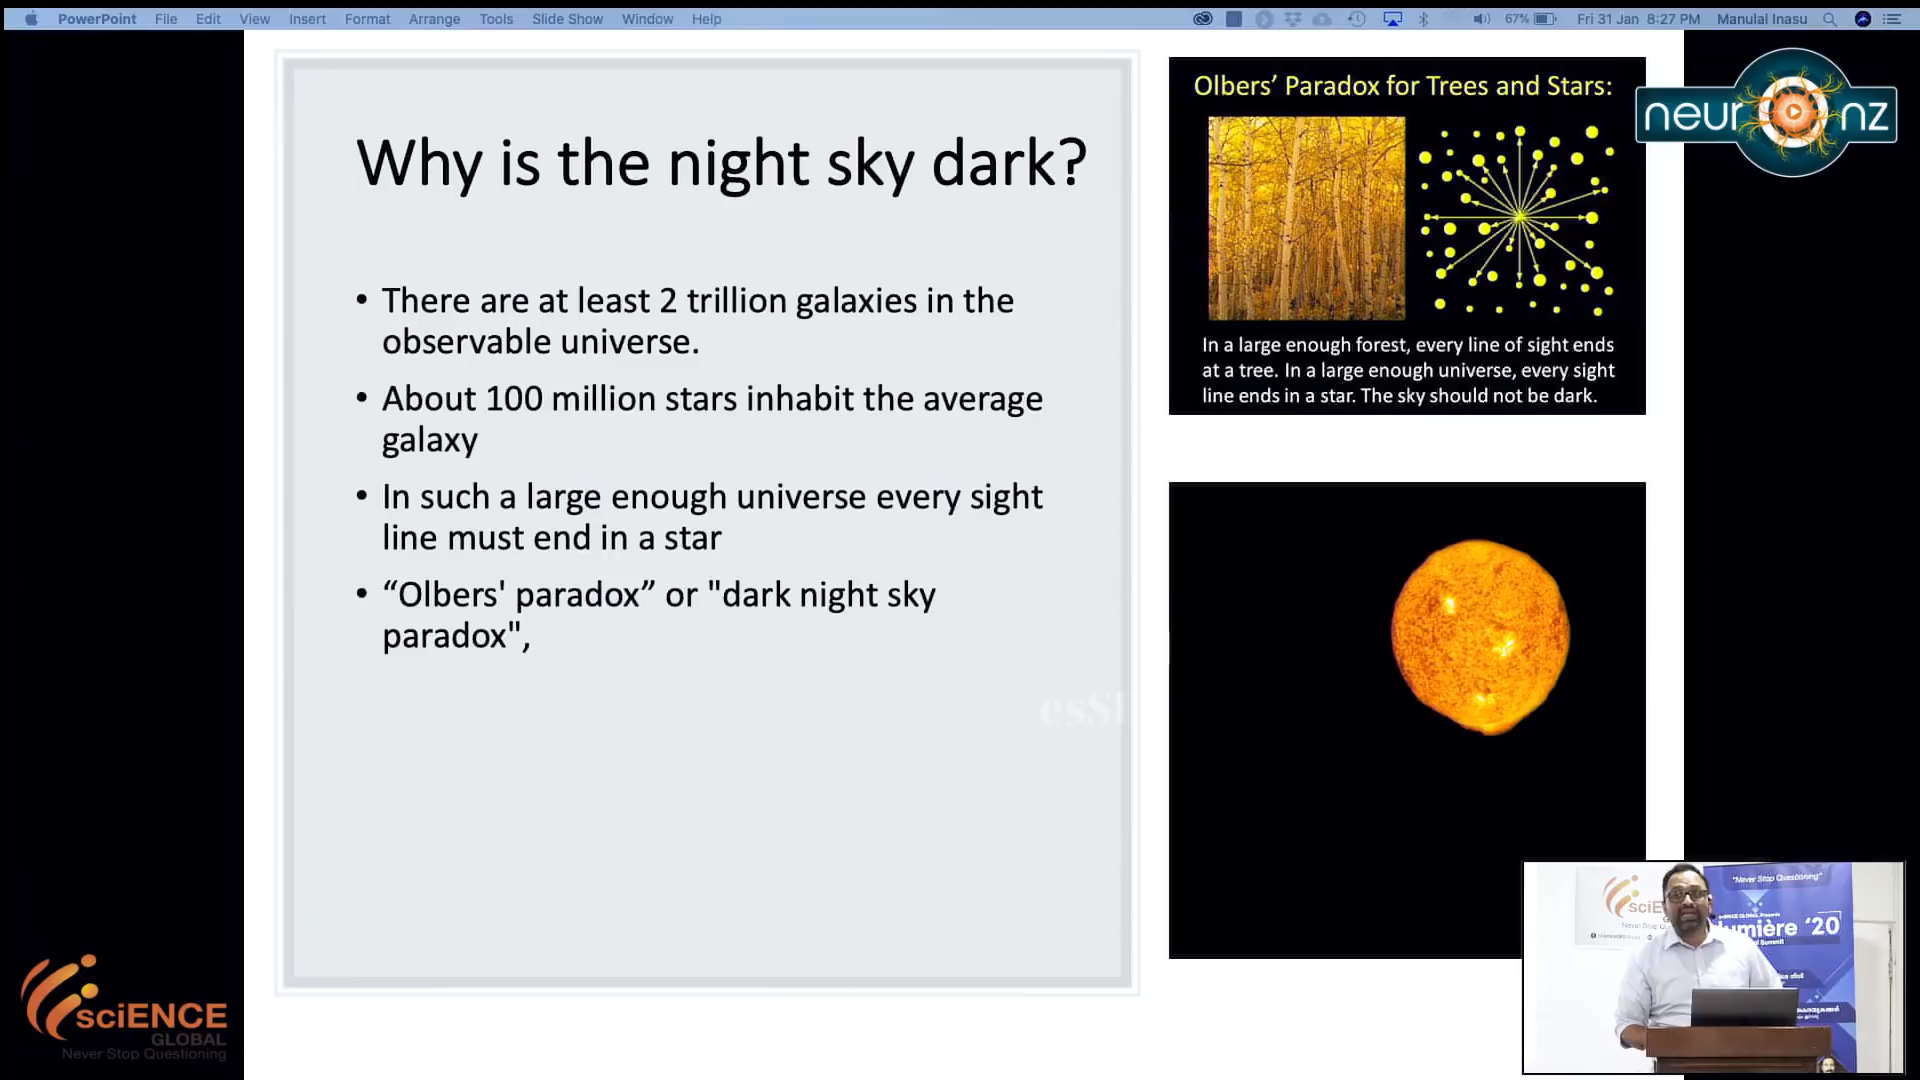 PowerPoint File Edit View Insert Format Arrange Tools Slide Show Window Help 67% Fri 31 Jan 8:27 PM Manulal Inasu
Why is the night sky dark?
• There are at least 2 trillion galaxies in the
observable universe.
• About 100 million stars inhabit the average
galaxy
• In such a large enough universe every sight
line must end in a star
• “Olbers' paradox” or "dark night sky
paradox",
esSE
Olbers’ Paradox for Trees and Stars:
In a large enough forest, every line of sight ends
at a tree. In a large enough universe, every sight
line ends in a star. The sky should not be dark.
neuronz
sciENCE
GLOBAL
Never Stop Questioning
"Never Stop Questioning"
umière '20